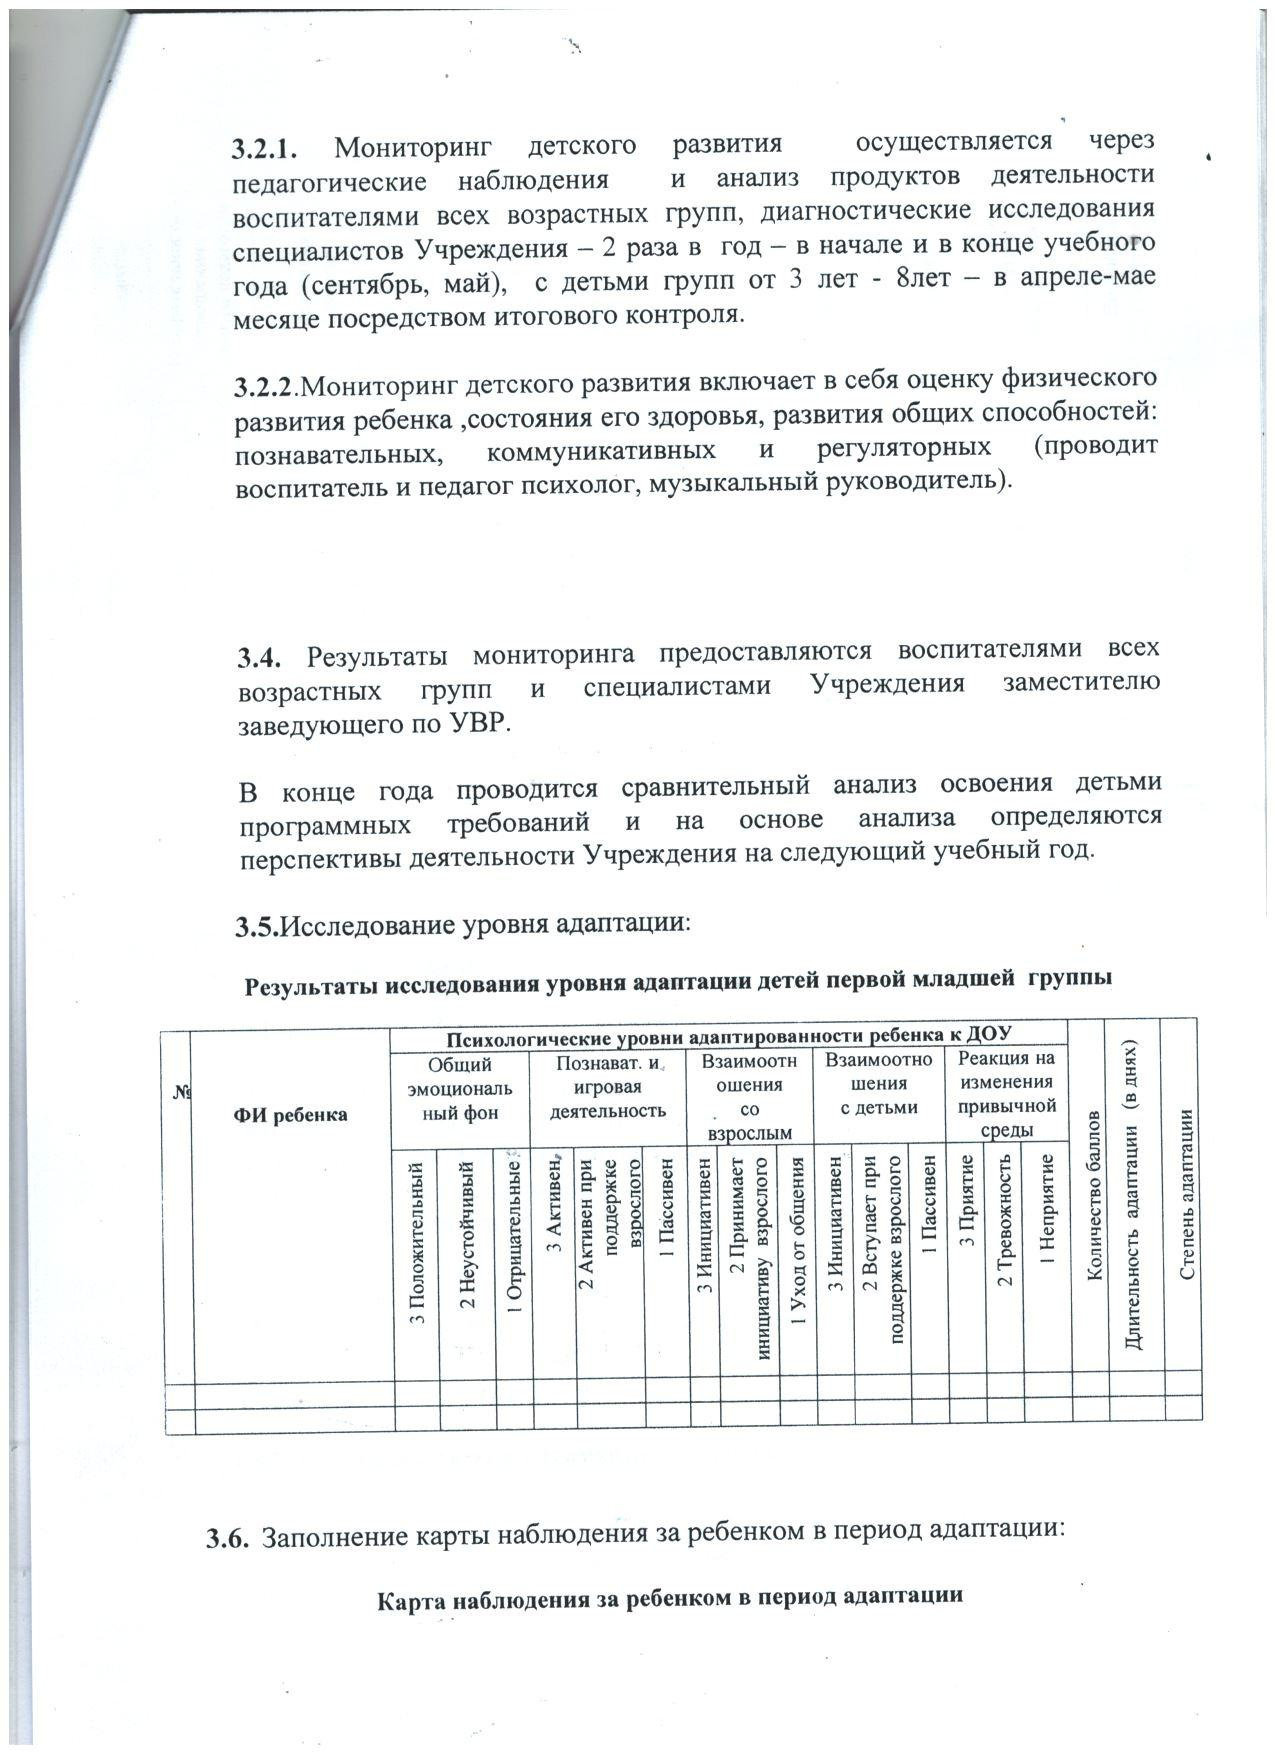 3.2.1. Мониторинг детского развития осуществляется через
педагогические наблюдения и анализ продуктов деятельности
воспитателями всех возрастных групп, диагностические исследования
специалистов Учреждения – 2 раза в год – в начале и в конце учебного
года (сентябрь, май), с детьми групп от 3 лет - 8лет – в апреле-мае
месяце посредством итогового контроля.
3.2.2.Мониторинг детского развития включает в себя оценку физического
развития ребенка ,состояния его здоровья, развития общих способностей:
познавательных, коммуникативных и регуляторных (проводит
воспитатель и педагог психолог, музыкальный руководитель).
3.4. Результаты мониторинга предоставляются воспитателями всех
возрастных групп и специалистами Учреждения заместителю
заведующего по УВР.
В конце года проводится сравнительный анализ освоения детьми
программных требований и на основе анализа определяются
перспективы деятельности Учреждения на следующий учебный год.
3.5.Исследование уровня адаптации:
Результаты исследования уровня адаптации детей первой младшей группы
№
ФИ ребенка
Психологические уровни адаптированности ребенка к ДОУ
Общий
эмоциональ
ный фон
Познават. и
игровая
деятельность
Взаимоотн
ошения
со
взрослым
Взаимоотно
шения
с детьми
Реакция на
изменения
привычной
среды
3 Положительный
2 Неустойчивый
1 Отрицательные
3 Активен
2 Активен при
поддержке
взрослого
1 Пассивен
3 Инициативен
2 Принимает
инициативу взрослого
1 Уход от общения
3 Инициативен
2 Вступает при
поддержке взрослого
1 Пассивен
3 Приятие
2 Тревожность
1 Неприятие
Количество баллов
Длительность адаптации (в днях)
Степень адаптации
3.6. Заполнение карты наблюдения за ребенком в период адаптации:
Карта наблюдения за ребенком в период адаптации